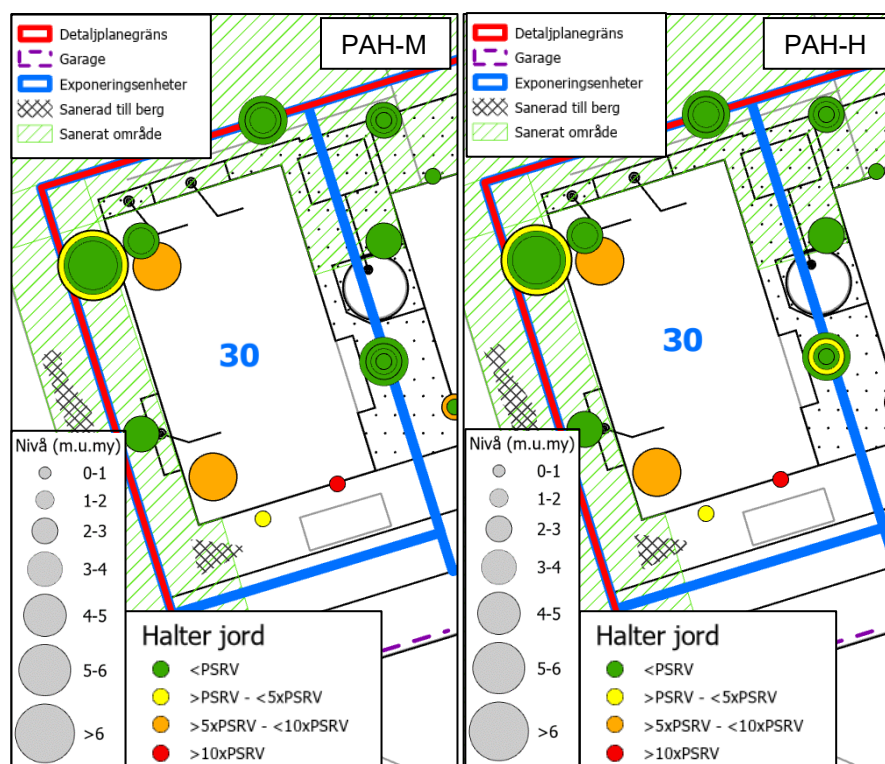 Detaljplanegräns
Garage
Exponeringsenheter
Sanerad till berg
Sanerat område
PAH-M
30
Nivå (m.u.my)
0-1
1-2
2-3
3-4
4-5
5-6
>6
Halter jord
<PSRV
>PSRV - <5xPSRV
>5xPSRV - <10xPSRV
>10xPSRV
Detaljplanegräns
Garage
Exponeringsenheter
Sanerad till berg
Sanerat område
PAH-H
30
Nivå (m.u.my)
0-1
1-2
2-3
3-4
4-5
5-6
>6
Halter jord
<PSRV
>PSRV - <5xPSRV
>5xPSRV - <10xPSRV
>10xPSRV